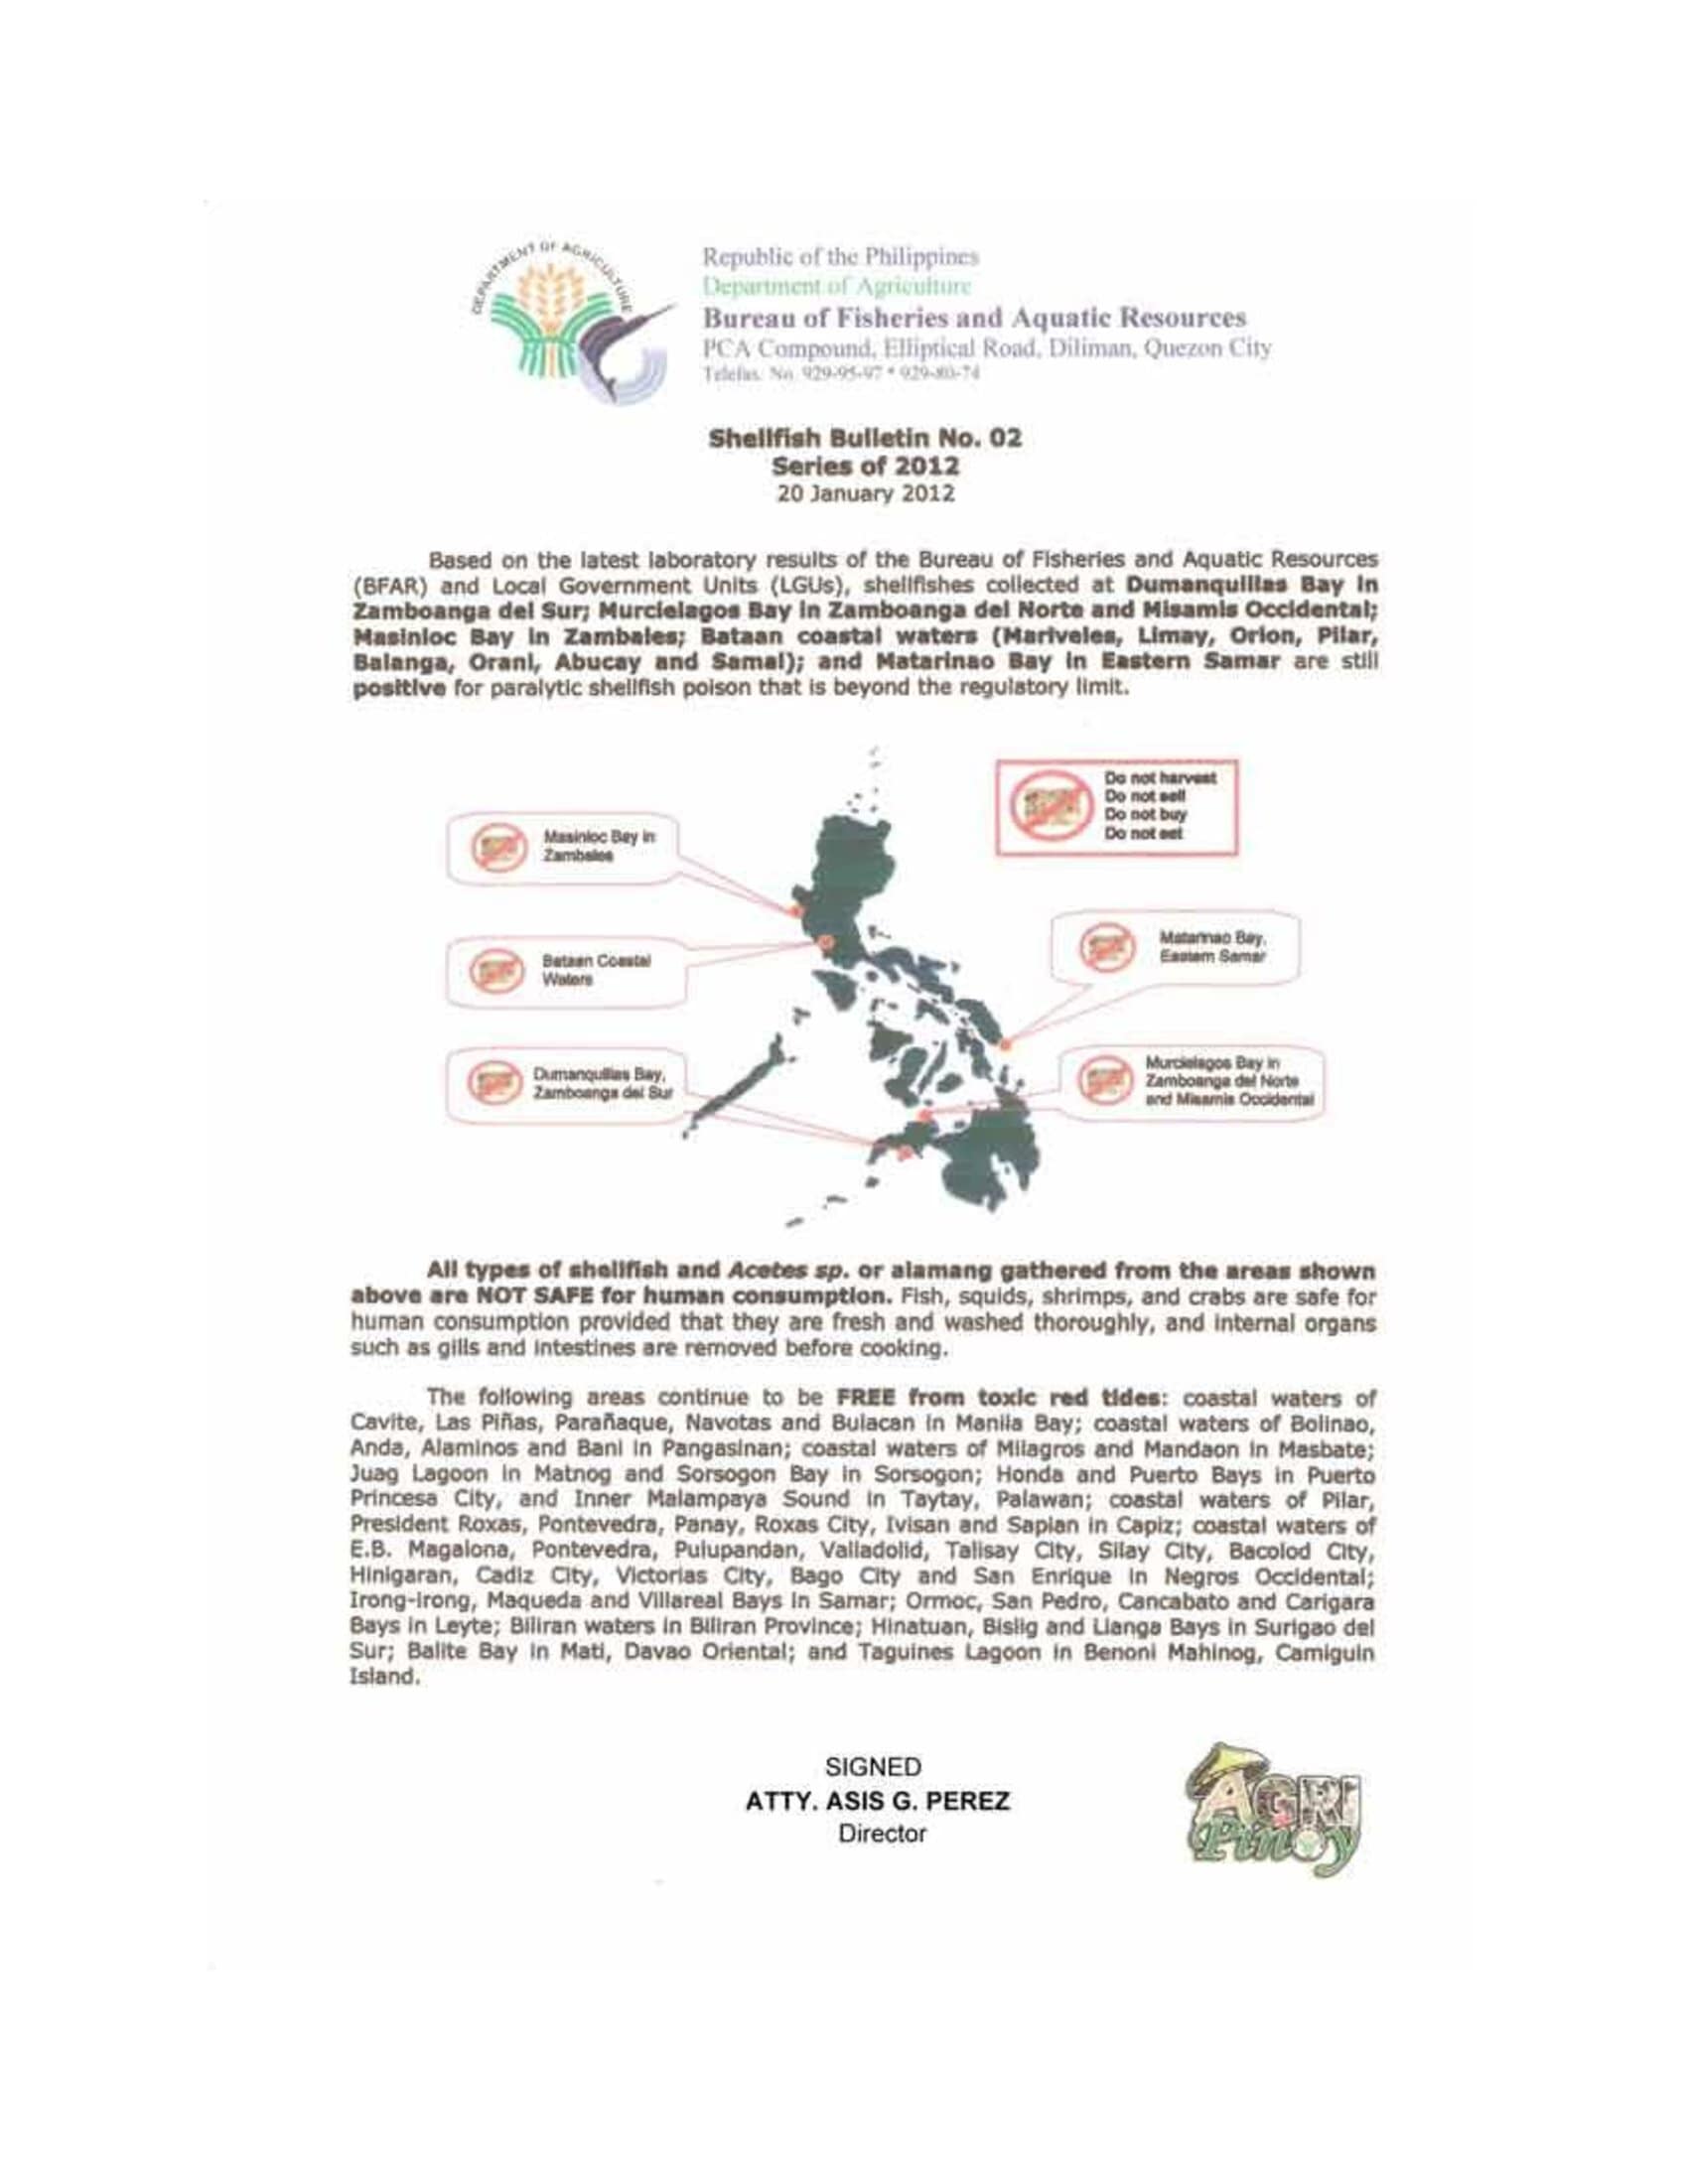 DEPARTMENT OF AGRICULTURE
Republic of the Philippines
Department of Agriculture
Bureau of Fisheries and Aquatic Resources
PCA Compound, Elliptical Road, Diliman, Quezon City
Telefax. No. 929-95-97 * 929-80-74
Shellfish Bulletin No. 02
Series of 2012
20 January 2012
Based on the latest laboratory results of the Bureau of Fisheries and Aquatic Resources
(BFAR) and Local Government Units (LGUs), shellfishes collected at Dumanquillas Bay in
Zamboanga del Sur; Murcielagos Bay in Zamboanga del Norte and Misamis Occidental;
Masinloc Bay in Zambales; Bataan coastal waters (Mariveles, Limay, Orion, Pilar,
Balanga, Orani, Abucay and Samal); and Matarinao Bay in Eastern Samar are still
positive for paralytic shellfish poison that is beyond the regulatory limit.
Do not harvest
Do not sell
Do not buy
Do not eat
Masinloc Bay in
Zambales
Matarinao Bay,
Eastern Samar
Bataan Coastal
Waters
Murcielagos Bay in
Zamboanga del Norte
and Misamis Occidental
Dumanquillas Bay,
Zamboanga del Sur
All types of shellfish and Acetes sp. or alamang gathered from the areas shown
above are NOT SAFE for human consumption. Fish, squids, shrimps, and crabs are safe for
human consumption provided that they are fresh and washed thoroughly, and internal organs
such as gills and intestines are removed before cooking.
The following areas continue to be FREE from toxic red tides: coastal waters of
Cavite, Las Piñas, Parañaque, Navotas and Bulacan in Manila Bay; coastal waters of Bolinao,
Anda, Alaminos and Bani in Pangasinan; coastal waters of Milagros and Mandaon in Masbate;
Juag Lagoon in Matnog and Sorsogon Bay in Sorsogon; Honda and Puerto Bays in Puerto
Princesa City, and Inner Malampaya Sound in Taytay, Palawan; coastal waters of Pilar,
President Roxas, Pontevedra, Panay, Roxas City, Ivisan and Sapian in Capiz; coastal waters of
E.B. Magalona, Pontevedra, Pulupandan, Valladolid, Talisay City, Silay City, Bacolod City,
Hinigaran, Cadiz City, Victorias City, Bago City and San Enrique in Negros Occidental;
Irong-irong, Maqueda and Villareal Bays in Samar; Ormoc, San Pedro, Cancabato and Carigara
Bays in Leyte; Biliran waters in Biliran Province; Hinatuan, Bislig and Lianga Bays in Surigao del
Sur; Balite Bay in Mati, Davao Oriental; and Taguines Lagoon in Benoni Mahinog, Camiguin
Island.
SIGNED
ATTY. ASIS G. PEREZ
Director
AGRI
Pinoy